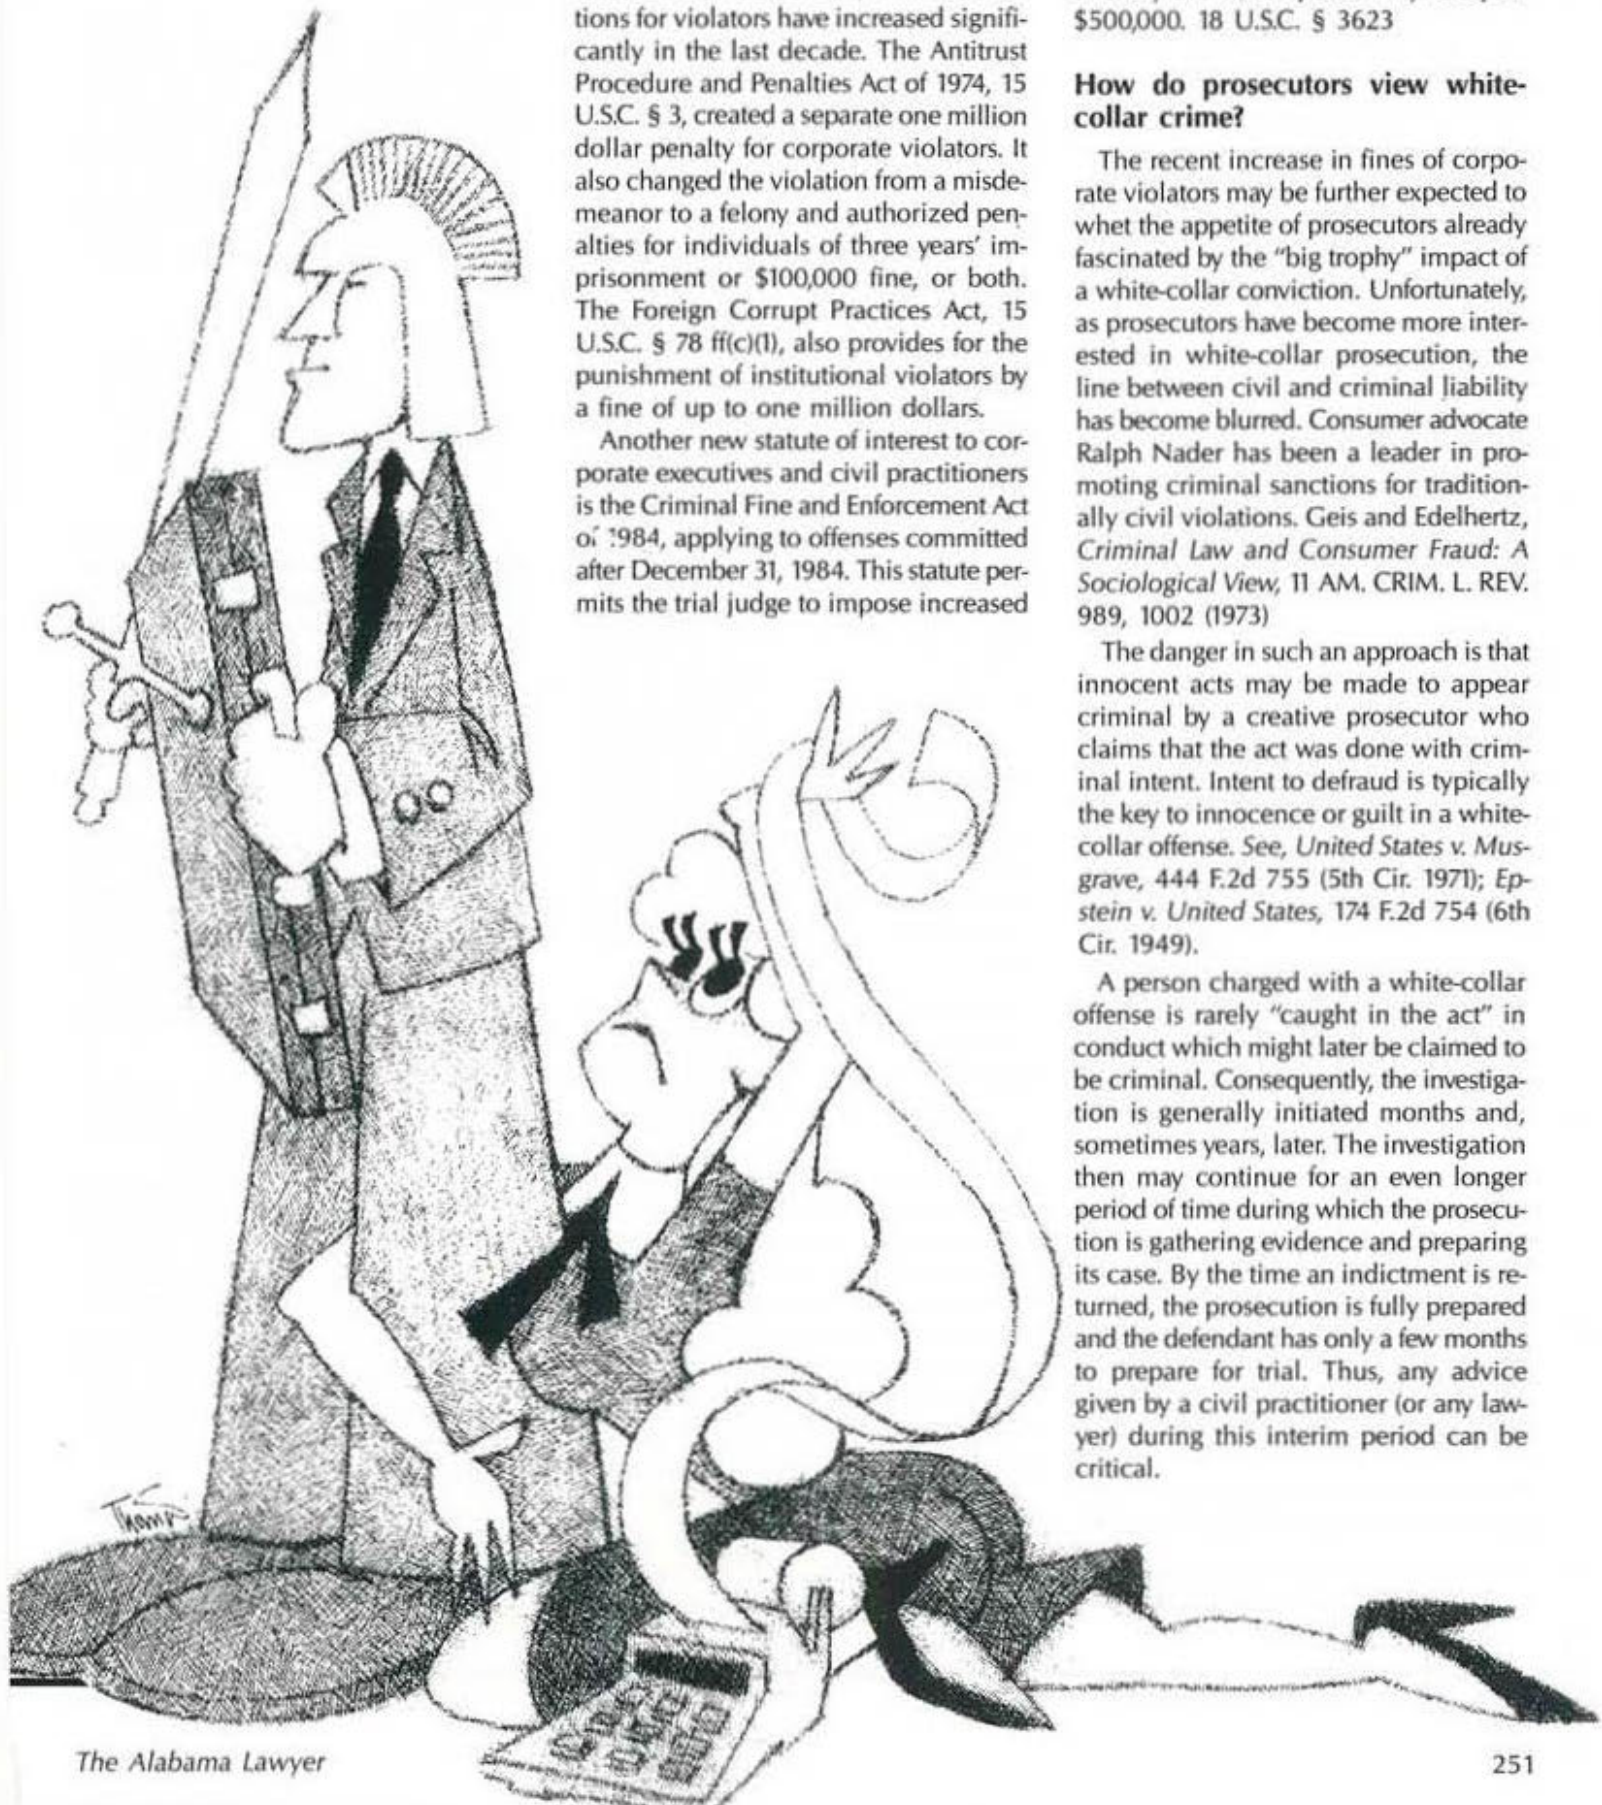 tions for violators have increased signifi-
cantly in the last decade. The Antitrust
Procedure and Penalties Act of 1974, 15
U.S.C. § 3, created a separate one million
dollar penalty for corporate violators. It
also changed the violation from a misde-
meanor to a felony and authorized pen-
alties for individuals of three years' im-
prisonment or $100,000 fine, or both.
The Foreign Corrupt Practices Act, 15
U.S.C. § 78 ff(c)(1), also provides for the
punishment of institutional violators by
a fine of up to one million dollars.
Another new statute of interest to cor-
porate executives and civil practitioners
is the Criminal Fine and Enforcement Act
of 1984, applying to offenses committed
after December 31, 1984. This statute per-
mits the trial judge to impose increased
$500,000. 18 U.S.C. § 3623
How do prosecutors view white-
collar crime?
The recent increase in fines of corpo-
rate violators may be further expected to
whet the appetite of prosecutors already
fascinated by the "big trophy" impact of
a white-collar conviction. Unfortunately,
as prosecutors have become more inter-
ested in white-collar prosecution, the
line between civil and criminal liability
has become blurred. Consumer advocate
Ralph Nader has been a leader in pro-
moting criminal sanctions for tradition-
ally civil violations. Geis and Edelhertz,
Criminal Law and Consumer Fraud: A
Sociological View, 11 AM. CRIM. L. REV.
989, 1002 (1973)
The danger in such an approach is that
innocent acts may be made to appear
criminal by a creative prosecutor who
claims that the act was done with crim-
inal intent. Intent to defraud is typically
the key to innocence or guilt in a white-
collar offense. See, United States v. Mus-
grave, 444 F.2d 755 (5th Cir. 1971); Ep-
stein v. United States, 174 F.2d 754 (6th
Cir. 1949).
A person charged with a white-collar
offense is rarely "caught in the act" in
conduct which might later be claimed to
be criminal. Consequently, the investiga-
tion is generally initiated months and,
sometimes years, later. The investigation
then may continue for an even longer
period of time during which the prosecu-
tion is gathering evidence and preparing
its case. By the time an indictment is re-
turned, the prosecution is fully prepared
and the defendant has only a few months
to prepare for trial. Thus, any advice
given by a civil practitioner (or any law-
yer) during this interim period can be
critical.
The Alabama Lawyer
251